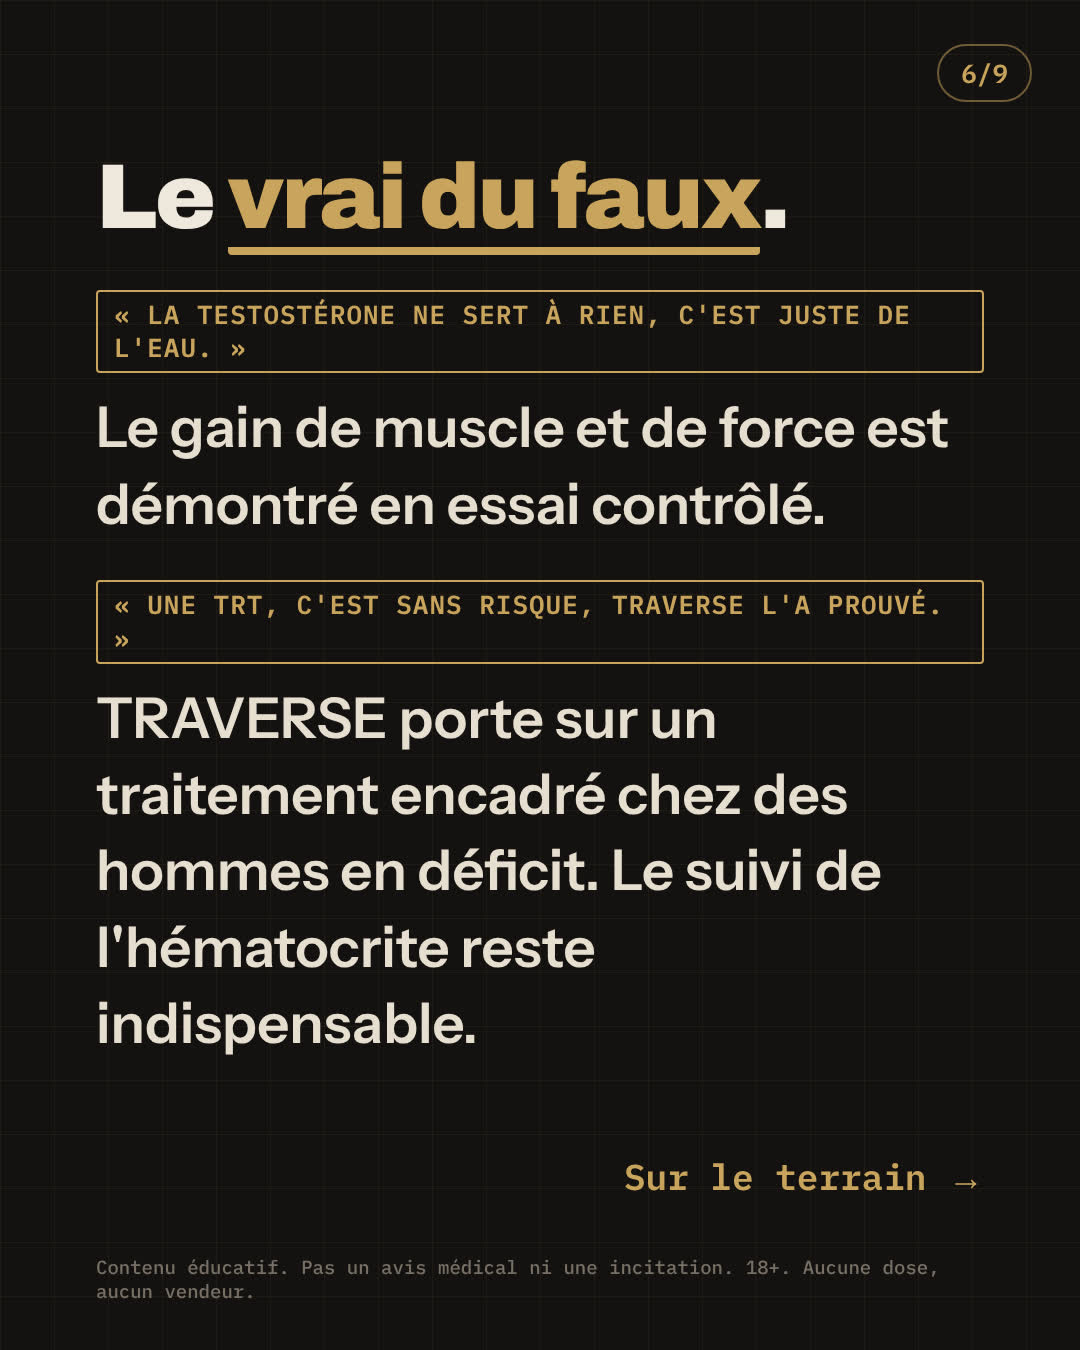 6/9
Le vrai du faux.
« LA TESTOSTÉRONE NE SERT À RIEN, C'EST JUSTE DE
L'EAU. »
Le gain de muscle et de force est
démontré en essai contrôlé.
« UNE TRT, C'EST SANS RISQUE, TRAVERSE L'A PROUVÉ.
»
TRAVERSE porte sur un
traitement encadré chez des
hommes en déficit. Le suivi de
l'hématocrite reste
indispensable.
Sur le terrain →
Contenu éducatif. Pas un avis médical ni une incitation. 18+. Aucune dose,
aucun vendeur.